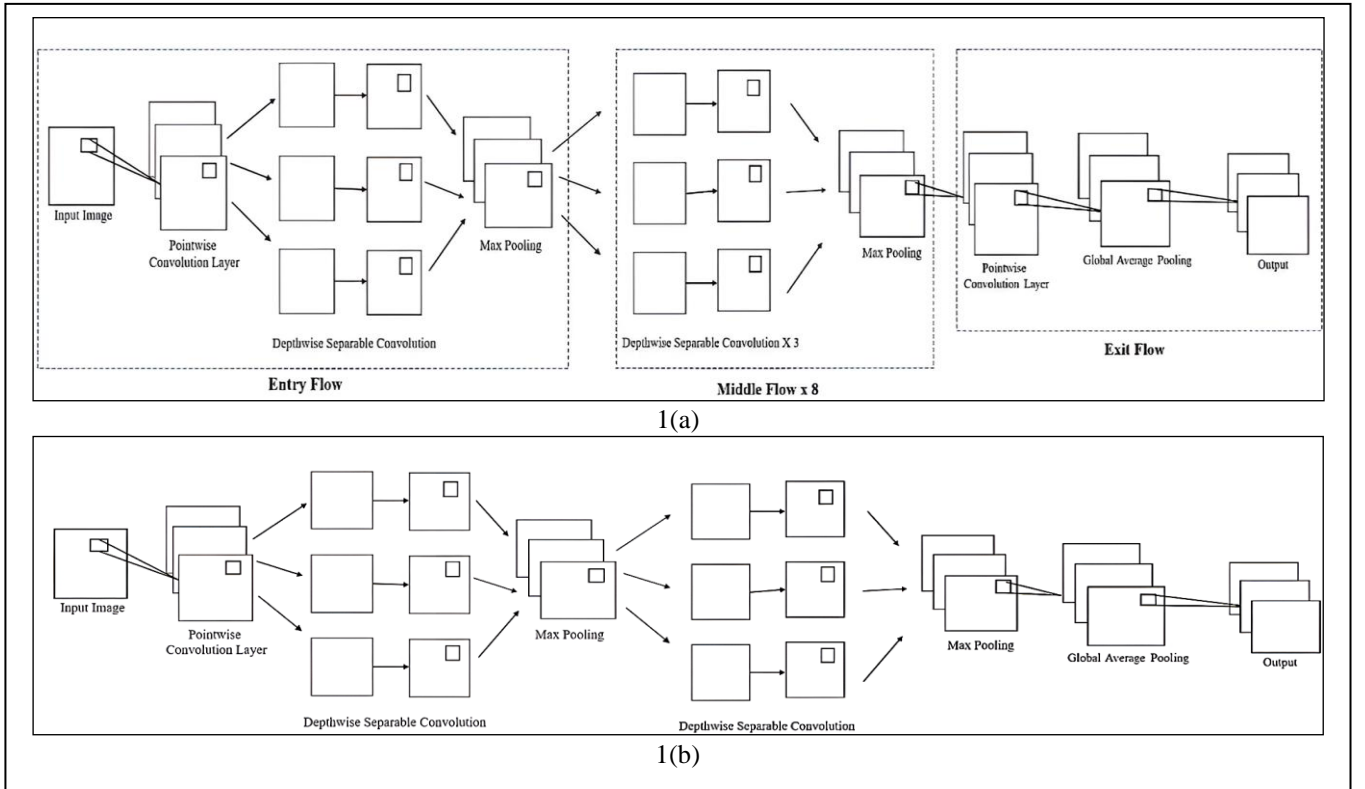 Input Image
Pointwise
Convolution Layer
Depthwise Separable Convolution
Max Pooling
Entry Flow
Depthwise Separable Convolution X 3
Max Pooling
Middle Flow x 8
Pointwise
Convolution Layer
Global Average Pooling
Output
Exit Flow
1(a)
Input Image
Pointwise
Convolution Layer
Depthwise Separable Convolution
Max Pooling
Depthwise Separable Convolution
Max Pooling
Global Average Pooling
Output
1(b)